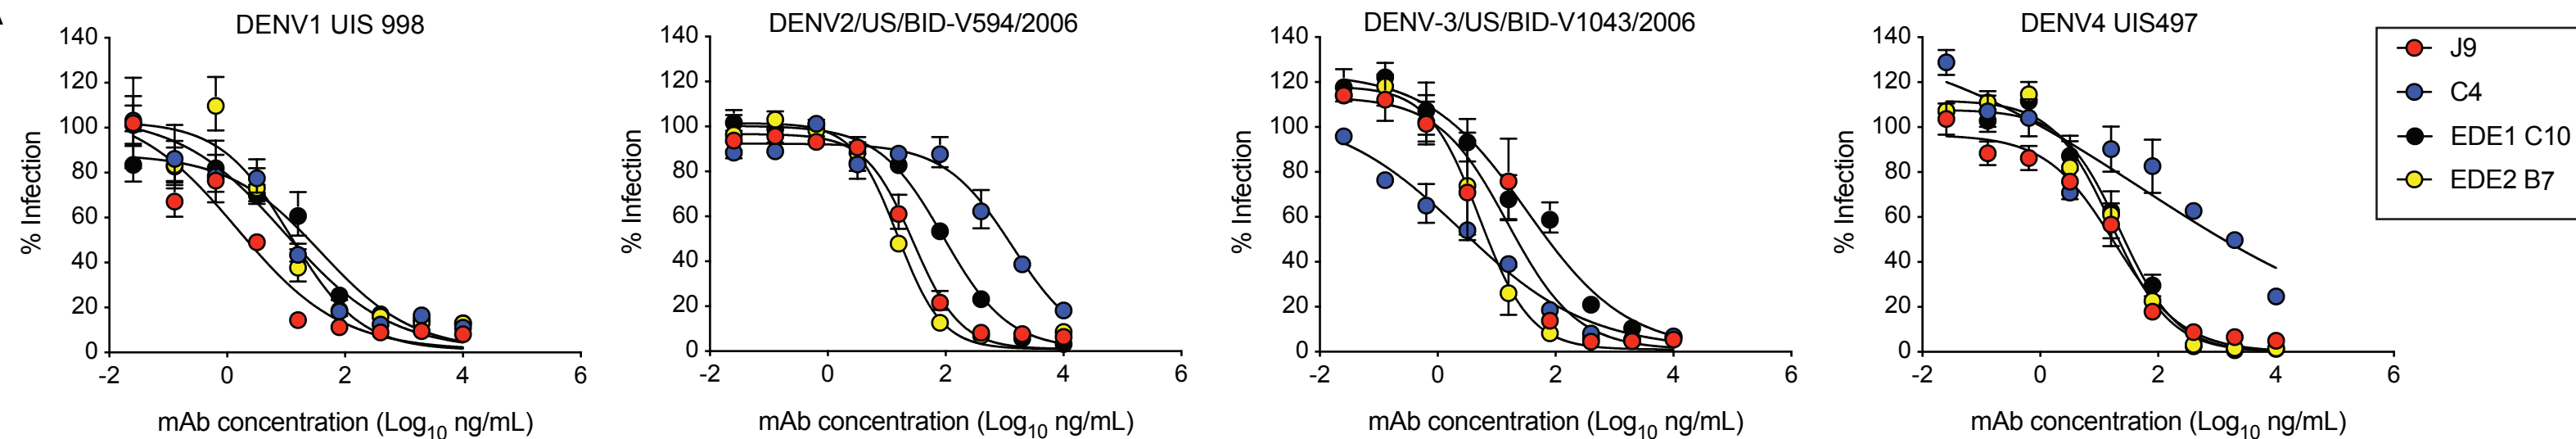 DENV1 UIS 998
140
120
100
80
60
40
20
0
-2 0 2 4 6
% Infection
mAb concentration (Log10 ng/mL)
DENV2/US/BID-V594/2006
140
120
100
80
60
40
20
0
-2 0 2 4 6
% Infection
mAb concentration (Log10 ng/mL)
DENV-3/US/BID-V1043/2006
140
120
100
80
60
40
20
0
-2 0 2 4 6
% Infection
mAb concentration (Log10 ng/mL)
DENV4 UIS497
140
120
100
80
60
40
20
0
-2 0 2 4 6
% Infection
mAb concentration (Log10 ng/mL)
J9
C4
EDE1 C10
EDE2 B7